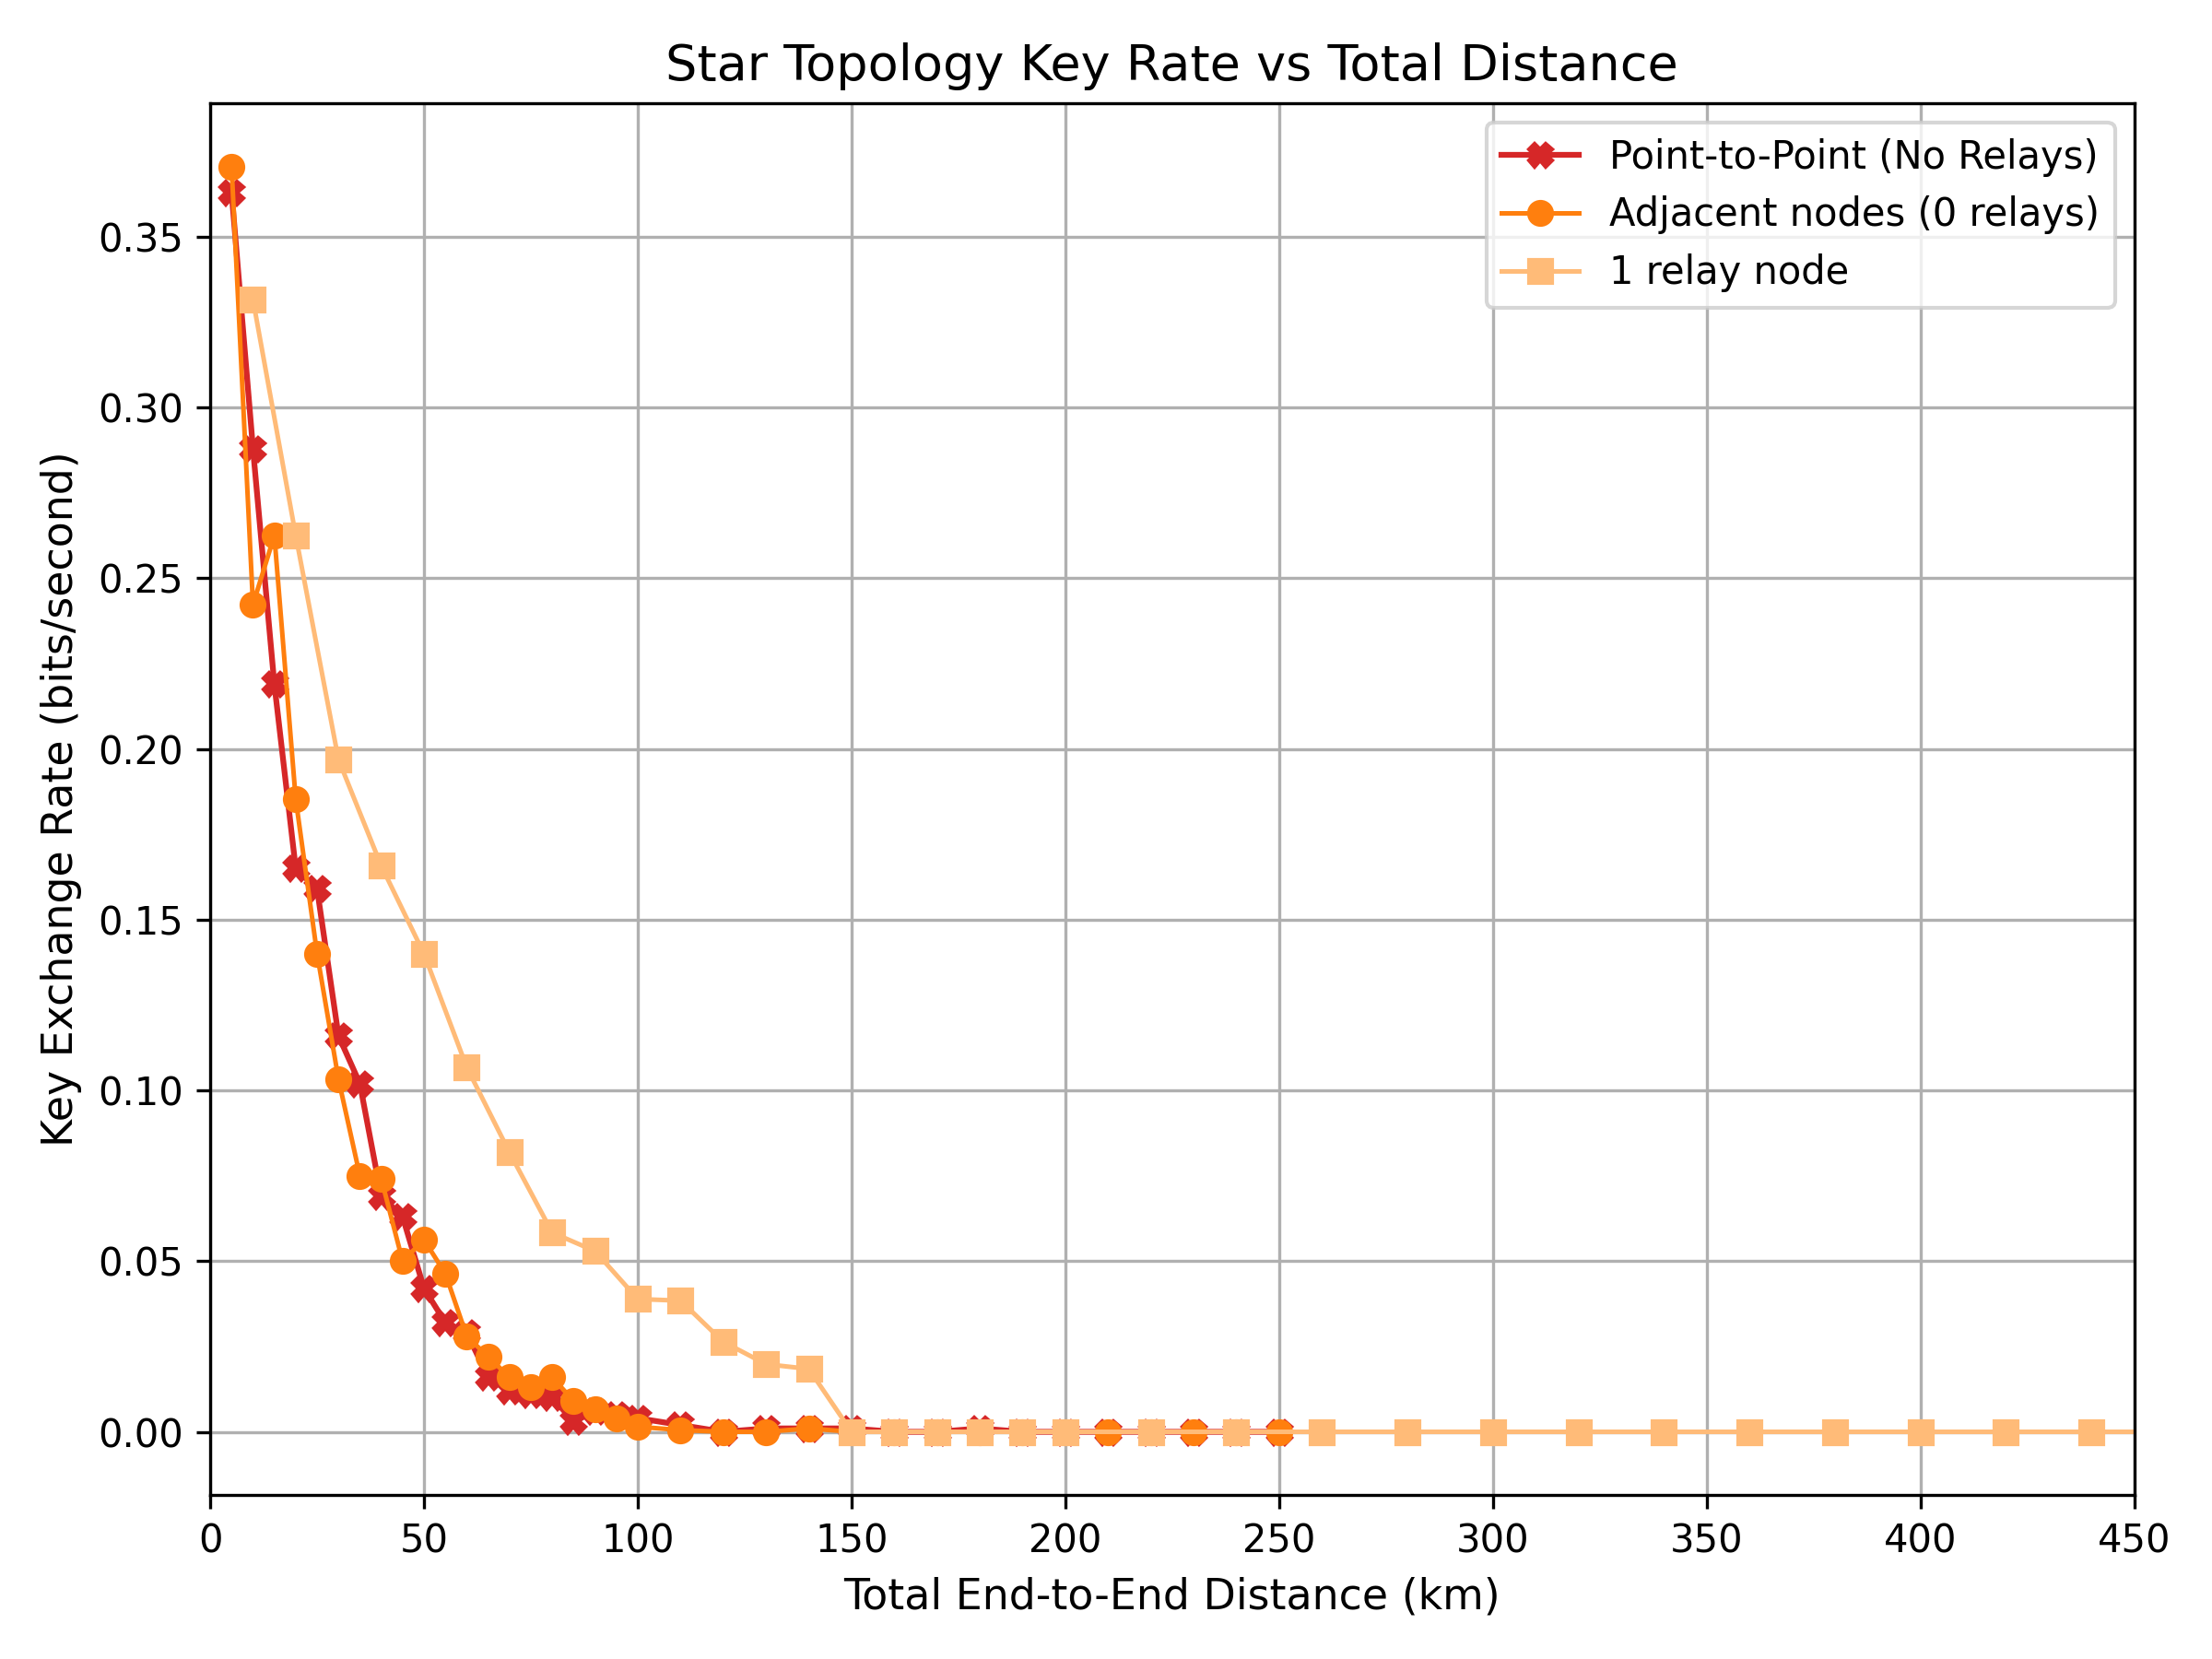 Star Topology Key Rate vs Total Distance
Point-to-Point (No Relays)
Adjacent nodes (0 relays)
1 relay node
Key Exchange Rate (bits/second)
0.35
0.30
0.25
0.20
0.15
0.10
0.05
0.00
0 50 100 150 200 250 300 350 400 450
Total End-to-End Distance (km)